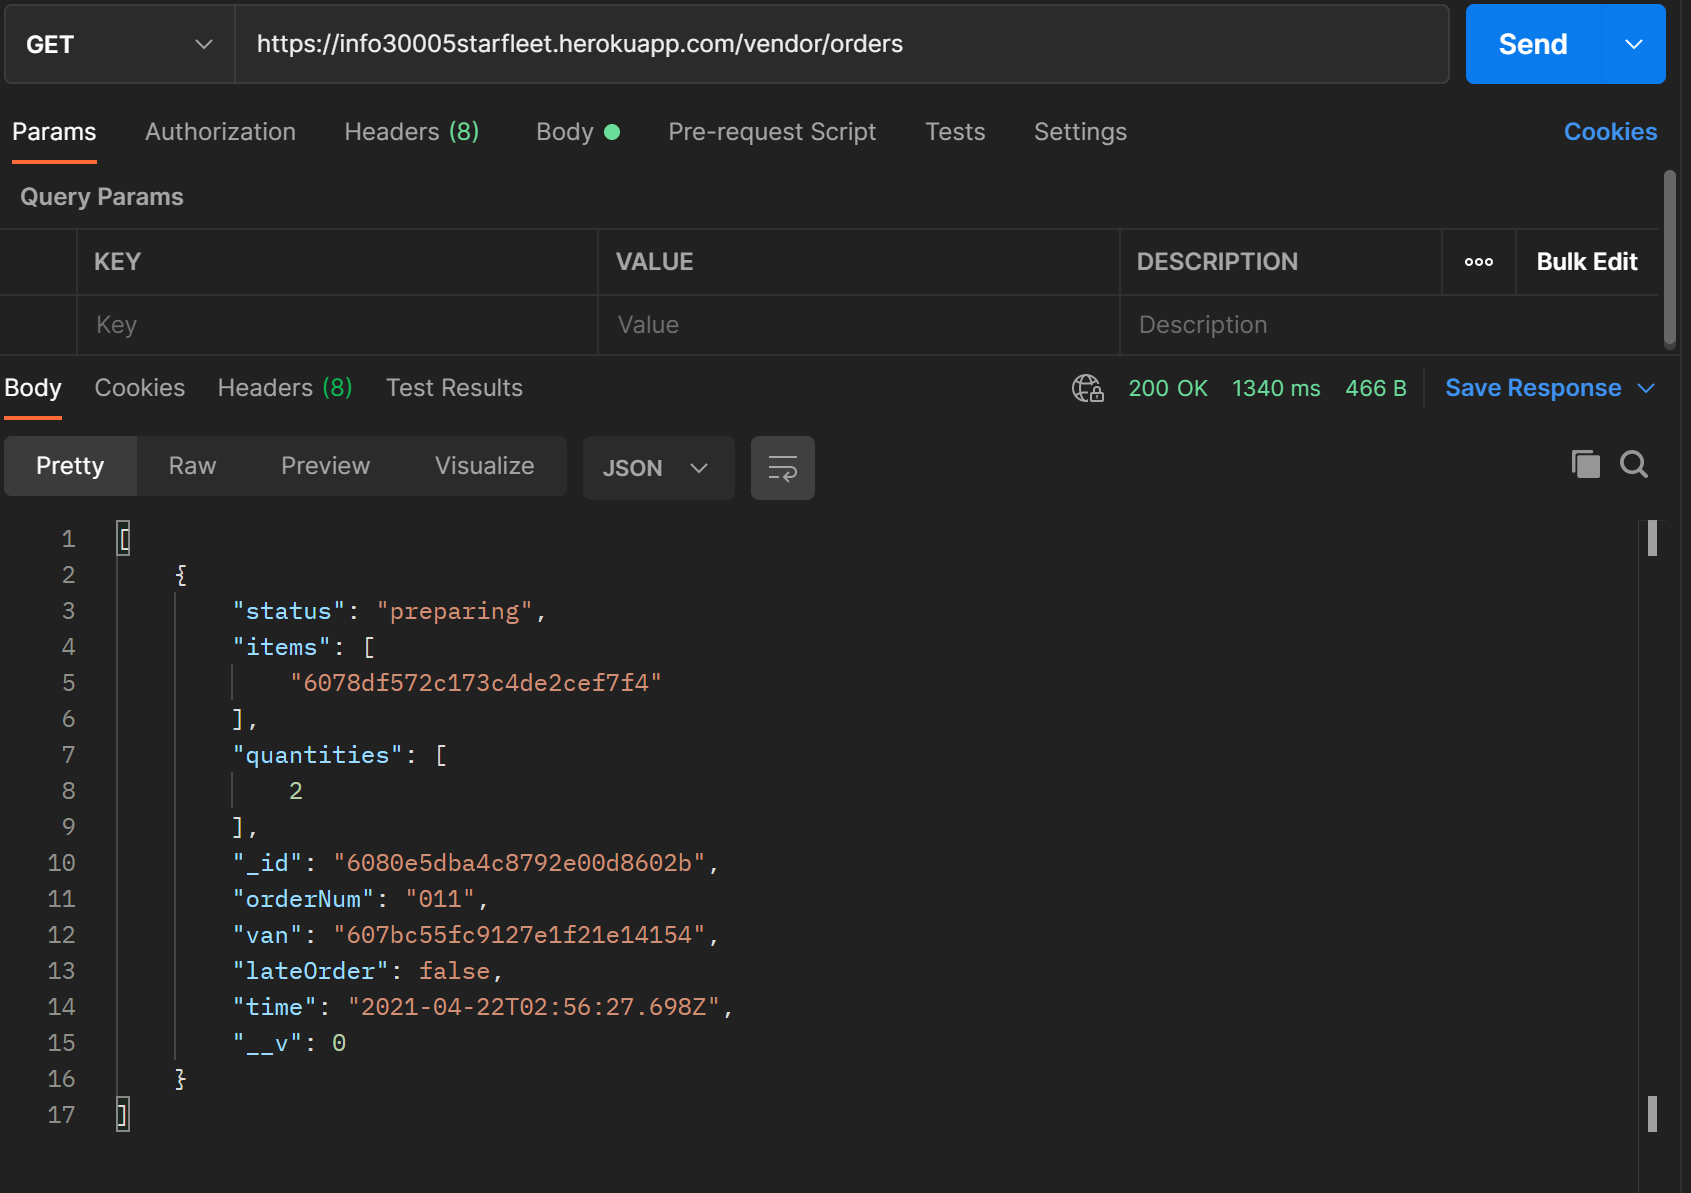 GET https://info30005starfleet.herokuapp.com/vendor/orders Send
Params Authorization Headers (8) Body Pre-request Script Tests Settings Cookies
Query Params
KEY VALUE DESCRIPTION ooo Bulk Edit
Key Value Description
Body Cookies Headers (8) Test Results 200 OK 1340 ms 466 B Save Response
Pretty Raw Preview Visualize JSON
1 [
2 {
3 "status": "preparing",
4 "items": [
5 "6078df572c173c4de2cef7f4"
6 ],
7 "quantities": [
8 2
9 ],
10 "_id": "6080e5dba4c8792e00d8602b",
11 "orderNum": "011",
12 "van": "607bc55fc9127e1f21e14154",
13 "lateOrder": false,
14 "time": "2021-04-22T02:56:27.698Z",
15 "__v": 0
16 }
17 ]